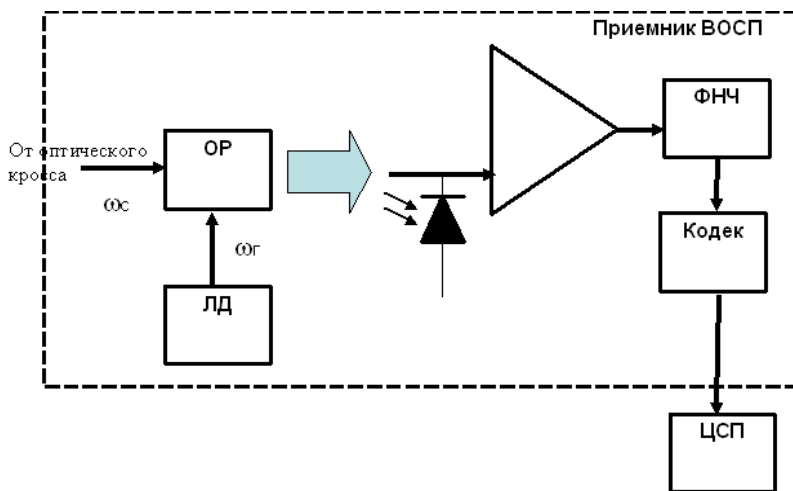 Приемник ВОСП
ФНЧ
От оптического
кросса
ОР
ωс
Кодек
ωг
ЛД
ЦСП